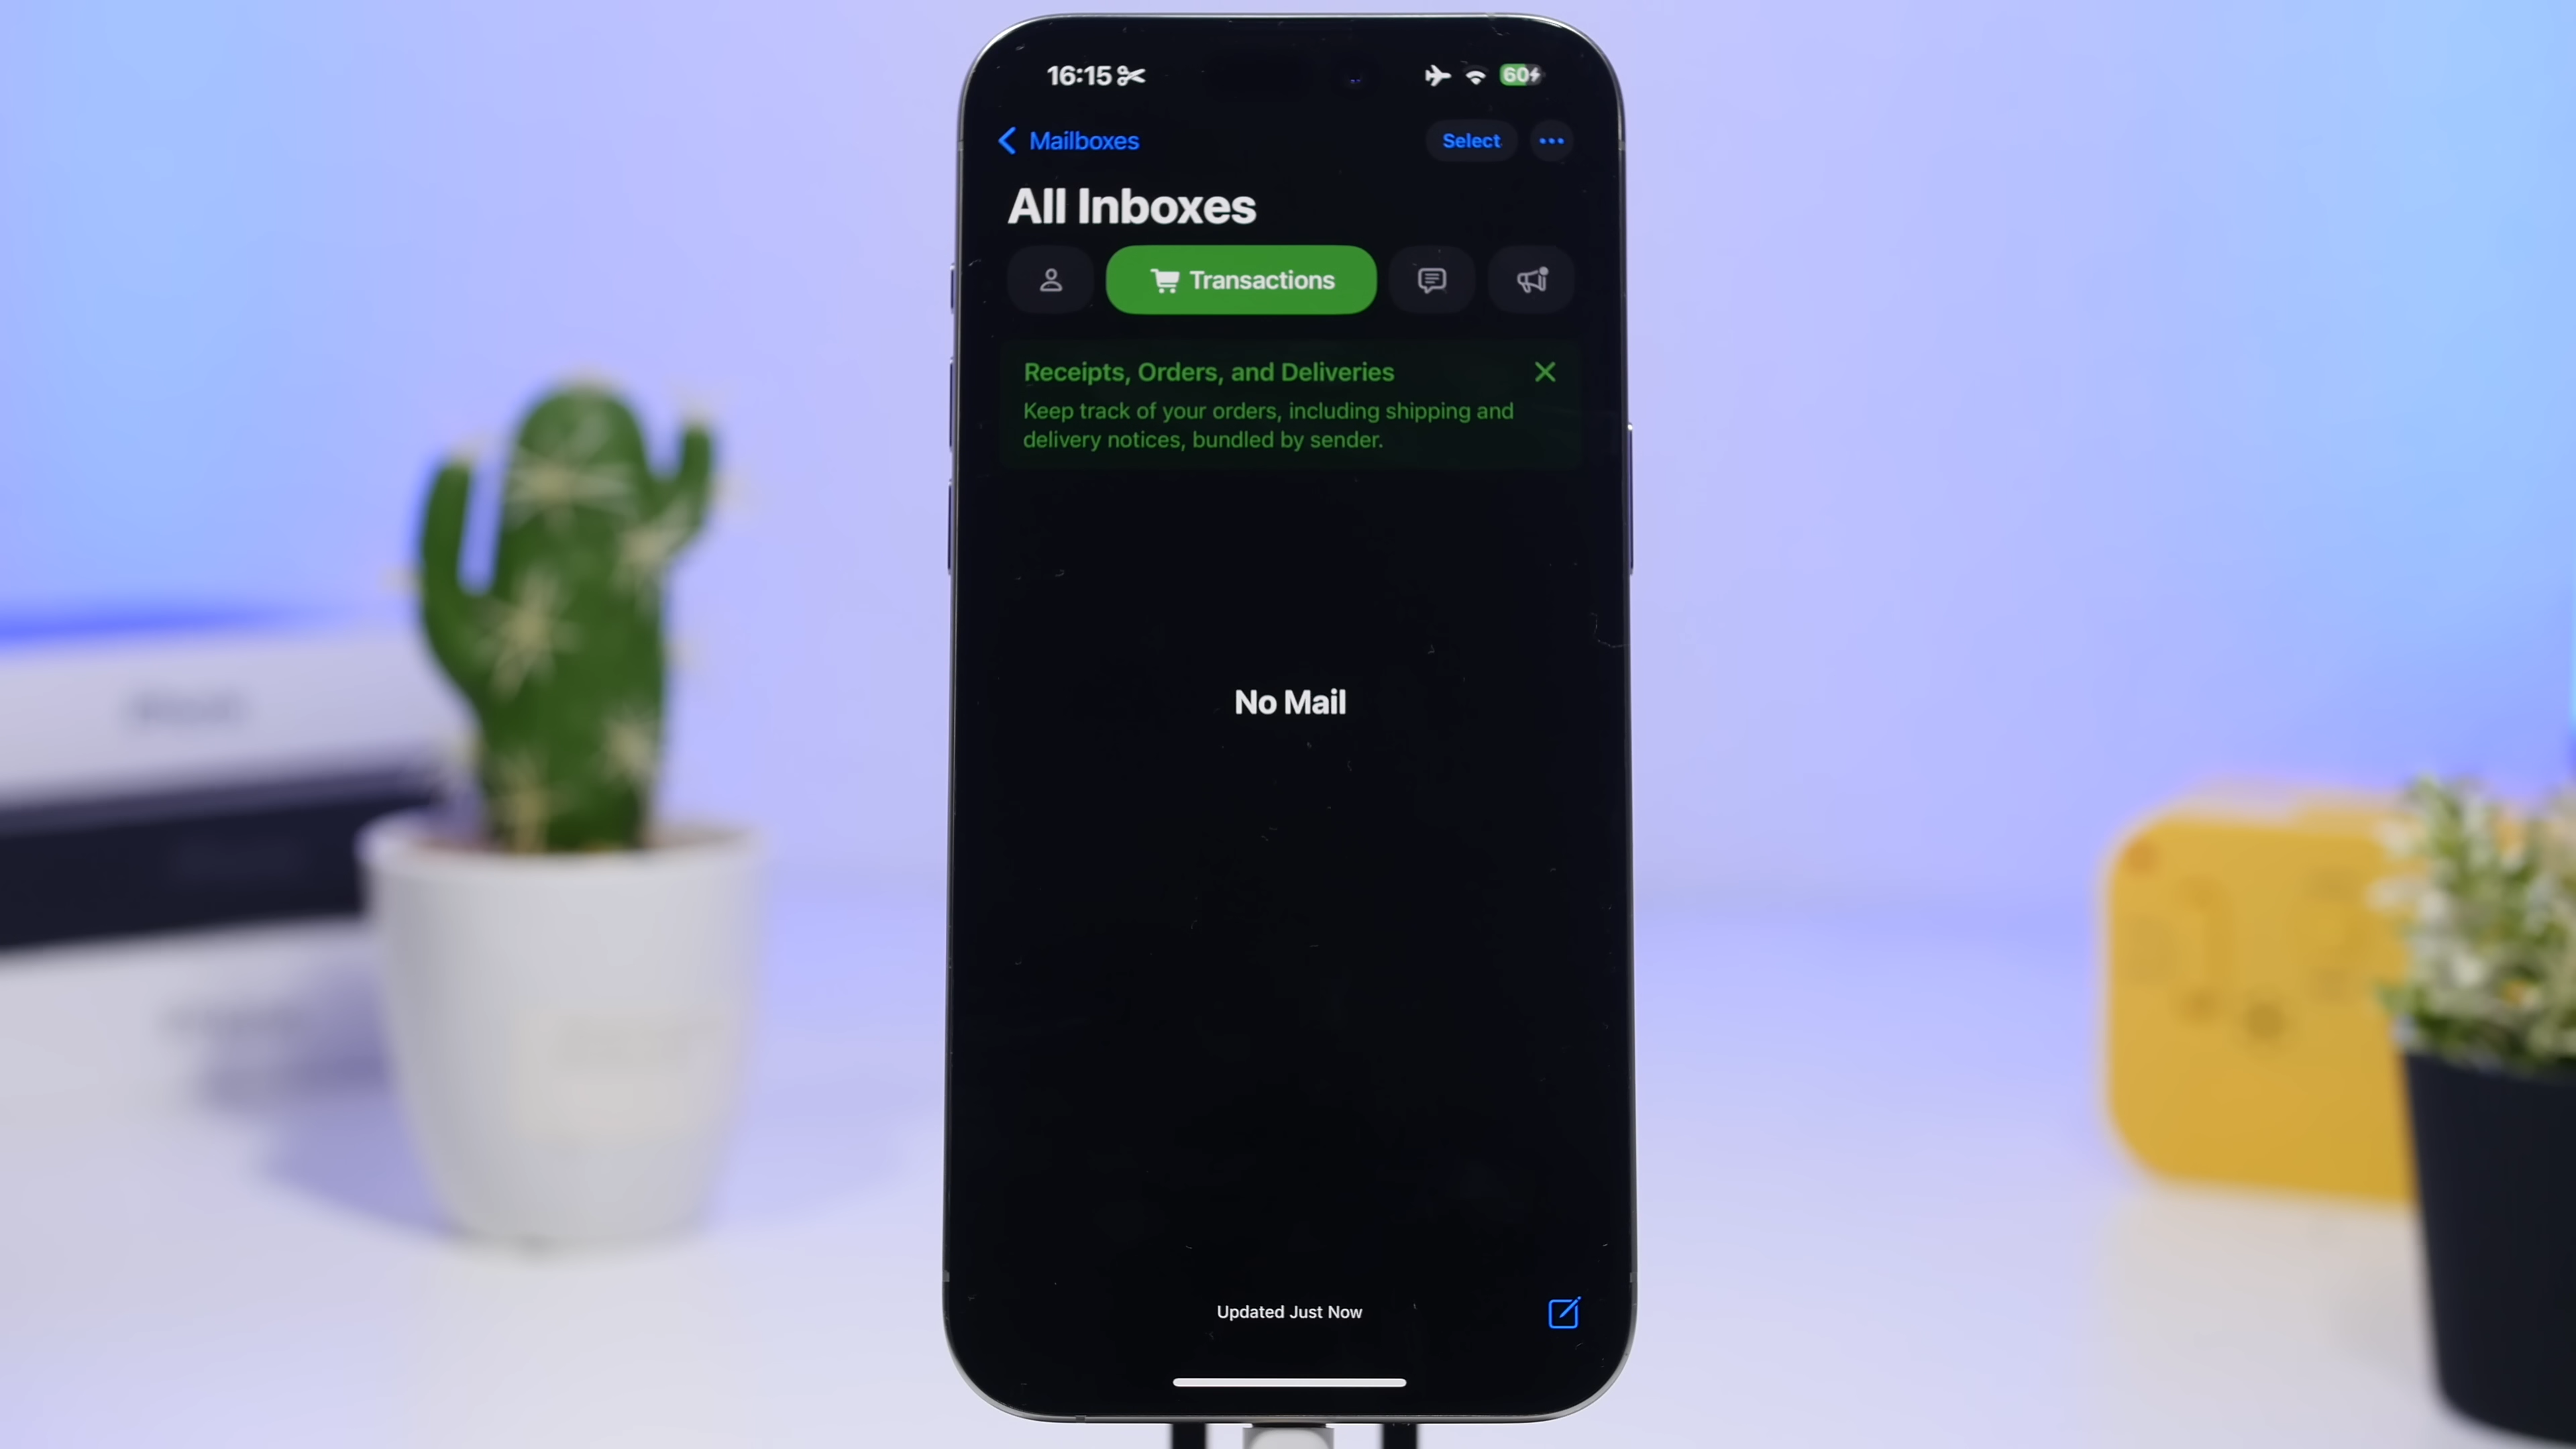 16:15
60
Mailboxes
Select
All Inboxes
Transactions
Receipts, Orders, and Deliveries
Keep track of your orders, including shipping and
delivery notices, bundled by sender.
No Mail
Updated Just Now